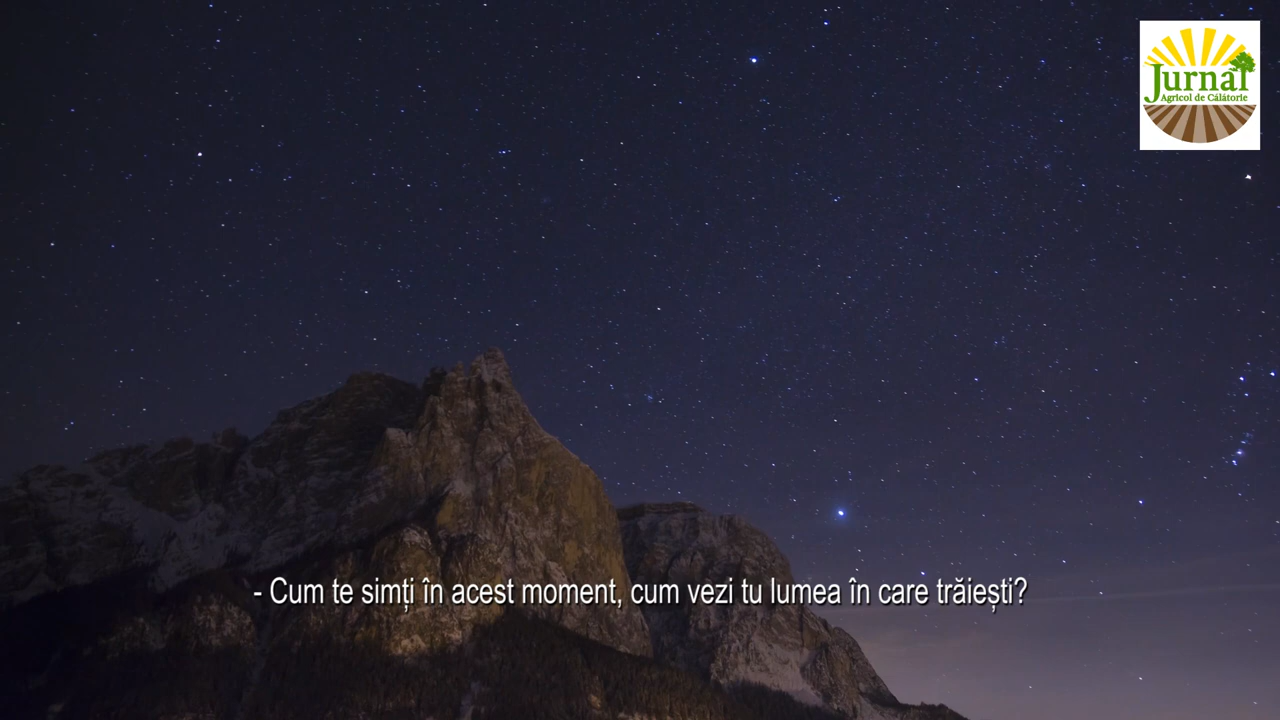 Jurnal
Agricol de Călătorie
- Cum te simți în acest moment, cum vezi tu lumea în care trăiești?